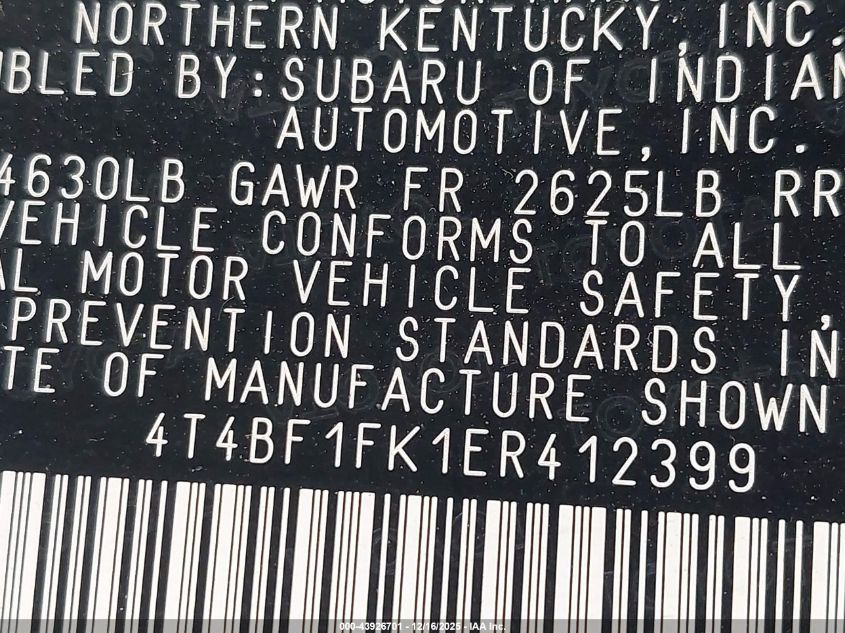 NORTHERN KENTUCKY, INC.
BLED BY: SUBARU OF INDIAN
AUTOMOTIVE, INC.
4630LB GAWR FR 2625LB RR
VEHICLE CONFORMS TO ALL
AL MOTOR VEHICLE SAFETY,
PREVENTION STANDARDS IN
TE OF MANUFACTURE SHOWN
4T4BF1FK1ER412399
000-43926701 - 12/16/2025 - IAA Inc.